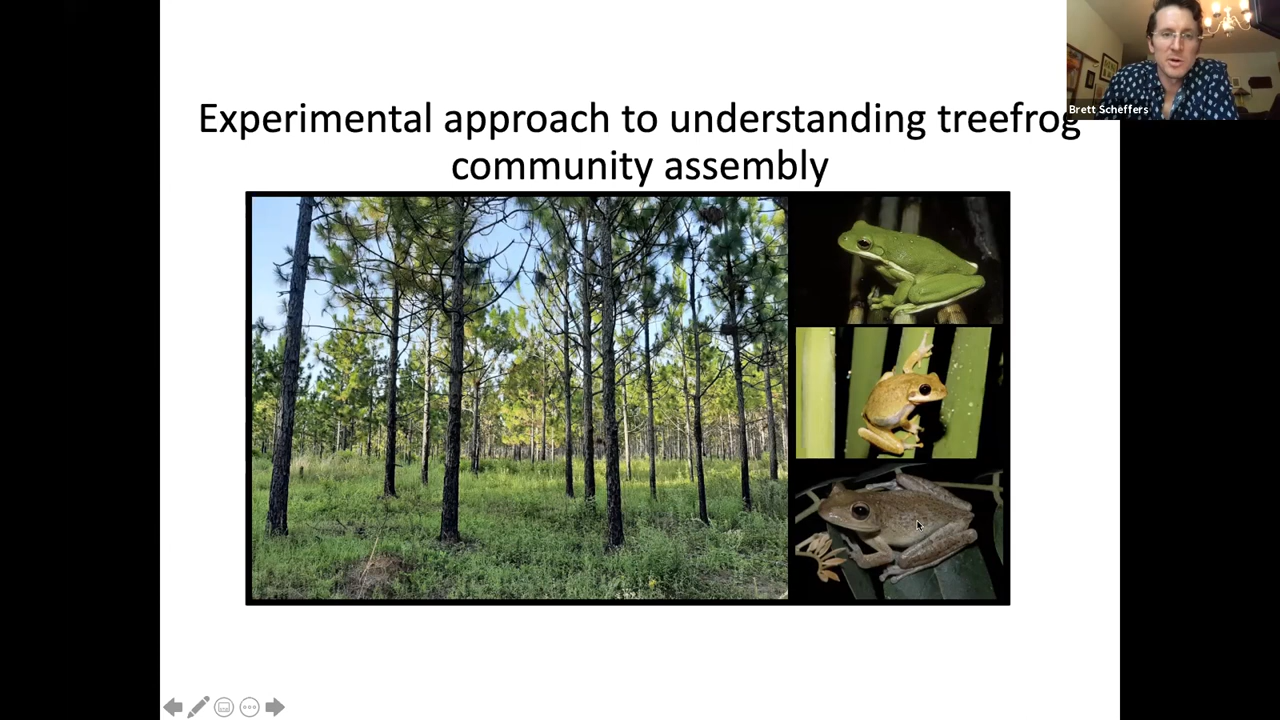 Experimental approach to understanding treefrog
community assembly
Brett Scheffers